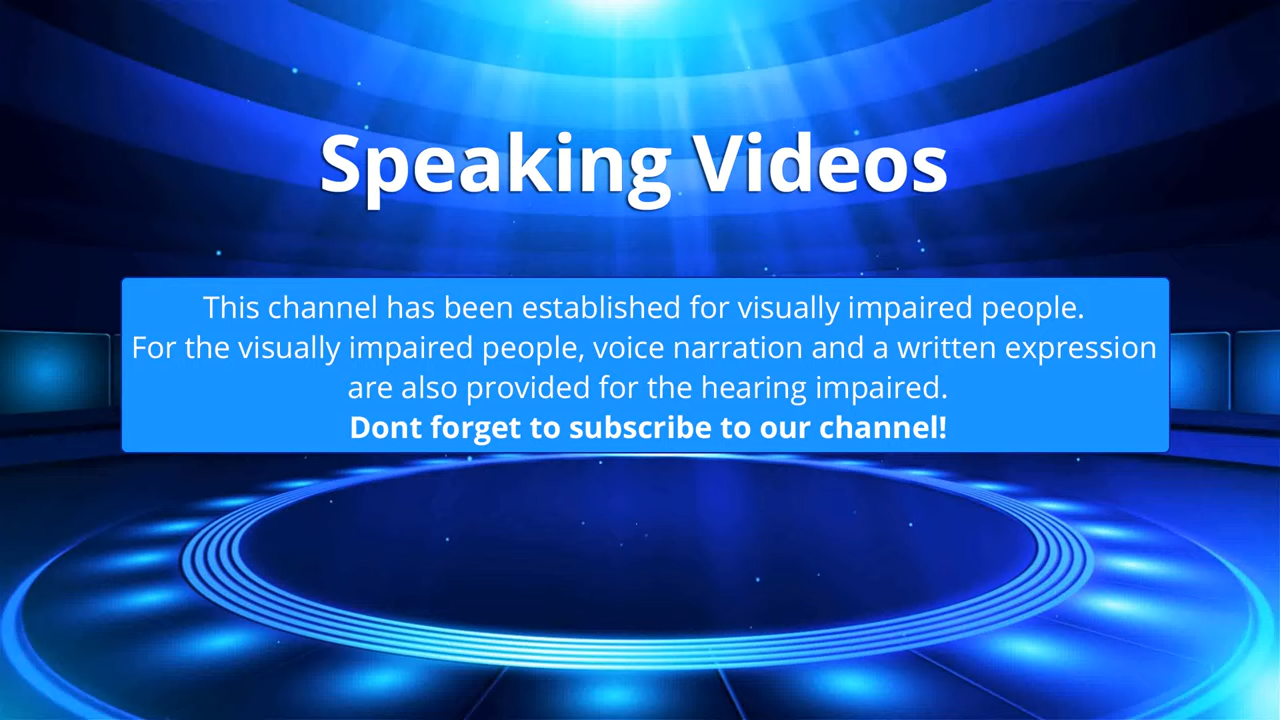 Speaking Videos
This channel has been established for visually impaired people.
For the visually impaired people, voice narration and a written expression
are also provided for the hearing impaired.
Dont forget to subscribe to our channel!